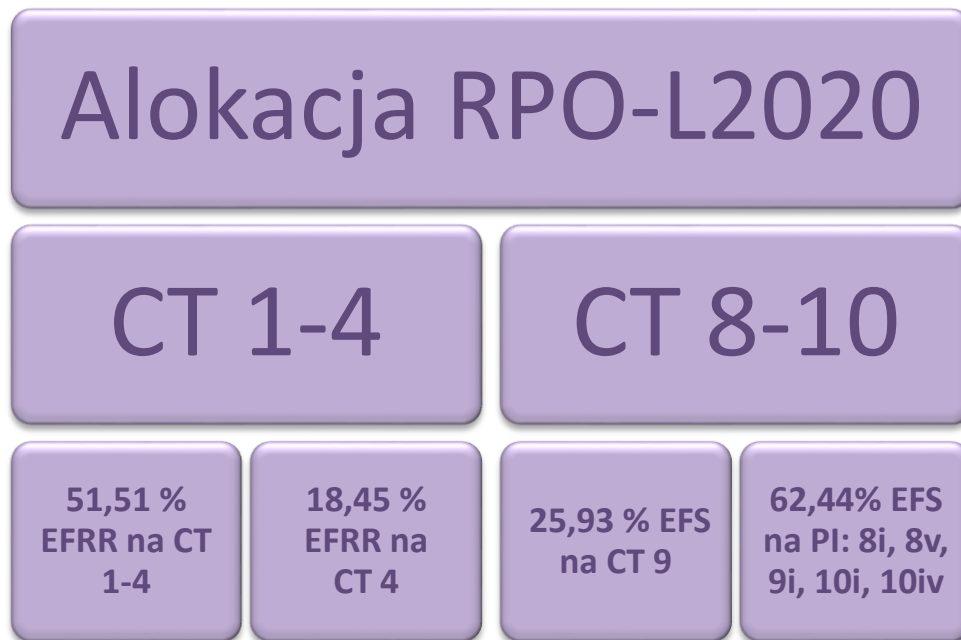 Alokacja RPO-L2020
CT 1-4
CT 8-10
51,51 %
EFRR na CT
1-4
18,45 %
EFRR na
CT 4
25,93 % EFS
na CT 9
62,44% EFS
na PI: 8i, 8v,
9i, 10i, 10iv